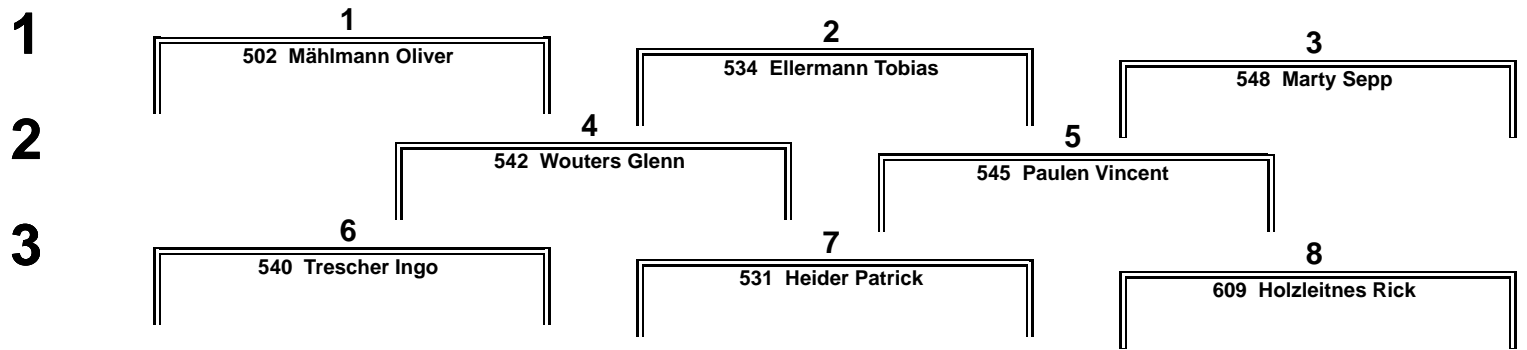 1
1
502 Mählmann Oliver
2
534 Ellermann Tobias
3
548 Marty Sepp
2
4
542 Wouters Glenn
5
545 Paulen Vincent
3
6
540 Trescher Ingo
7
531 Heider Patrick
8
609 Holzleitnes Rick